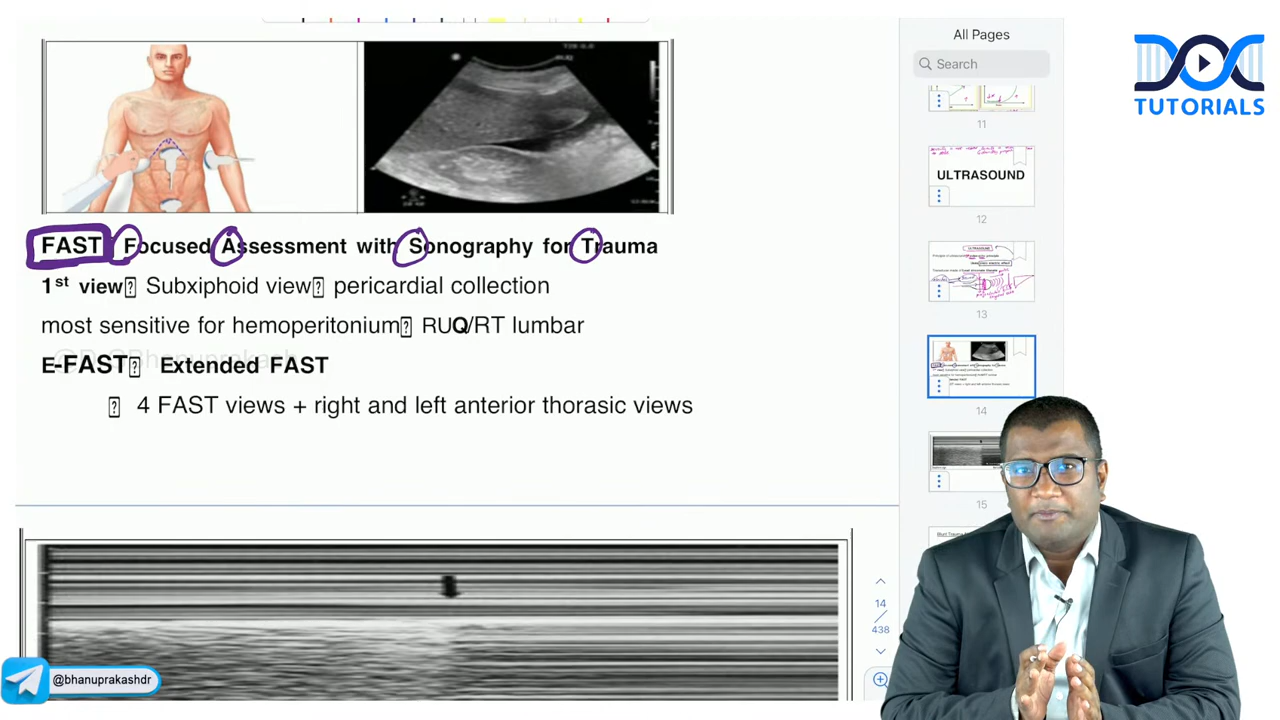 All Pages
Search
TUTORIALS
11
ULTRASOUND
12
ULTRASOUND
13
FAST Focused Assessment with Sonography for Trauma
1st view Subxiphoid view pericardial collection
most sensitive for hemoperitonium RUQ/RT lumbar
E-FAST Extended FAST
4 FAST views + right and left anterior thorasic views
14
15
14
438
@bhanuprakashdr